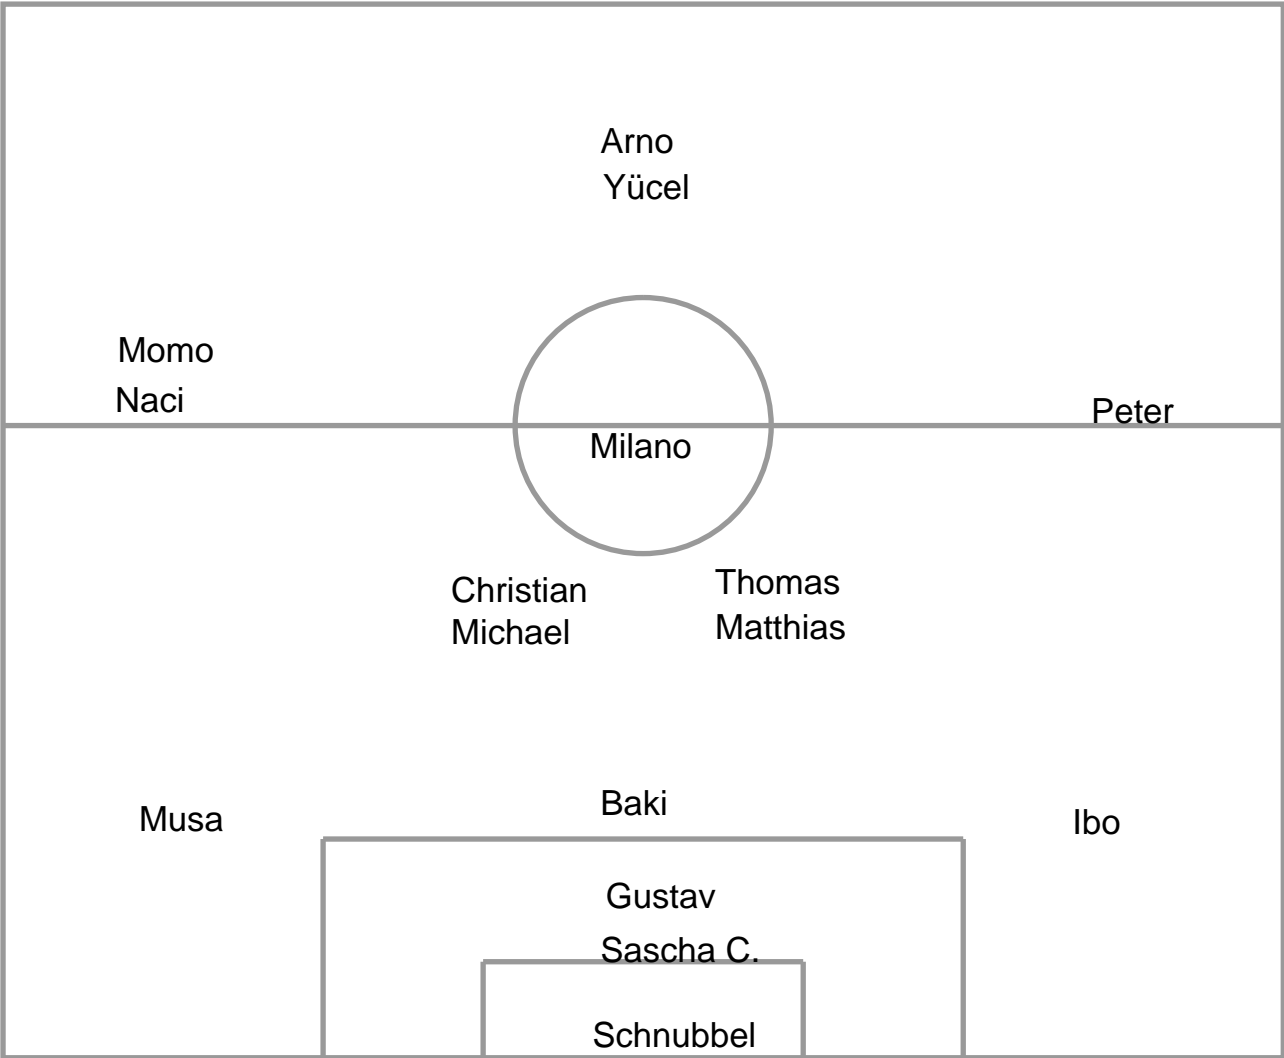 Arno
Yücel
Momo
Naci
Peter
Milano
Christian
Michael
Thomas
Matthias
Musa
Baki
Ibo
Gustav
Sascha C.
Schnubbel